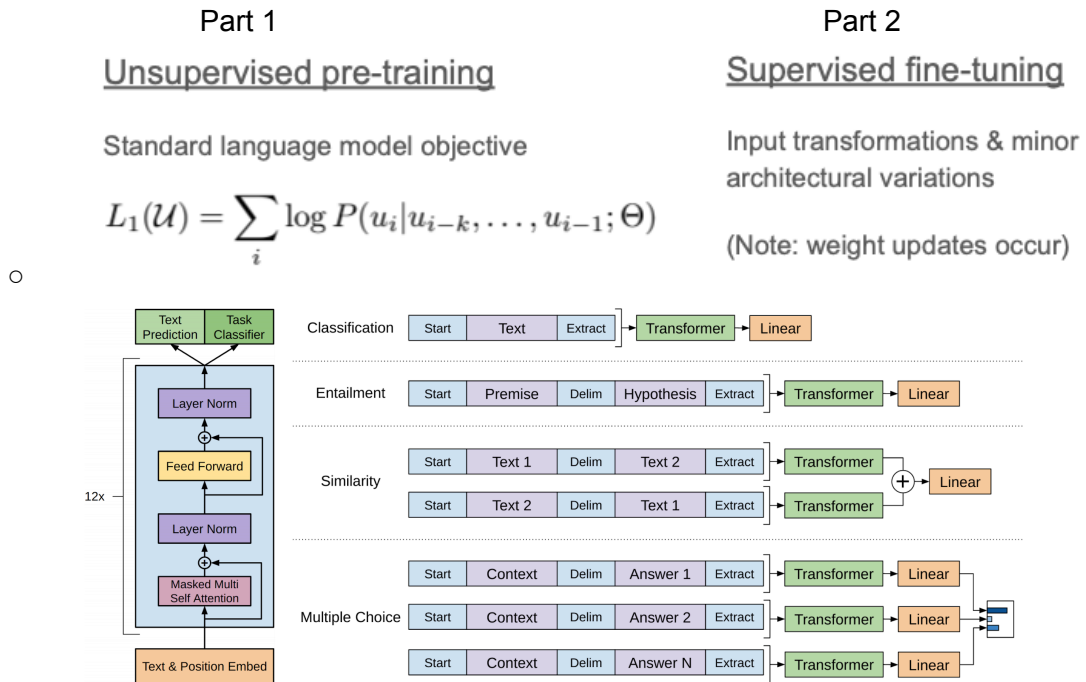 Part 1
Part 2
Unsupervised pre-training
Supervised fine-tuning
Standard language model objective
Input transformations & minor
architectural variations
L₁(𝒰) = ∑ᵢ log P(uᵢ|uᵢ₋ₖ, . . . , uᵢ₋₁; Θ)
(Note: weight updates occur)
Text
Prediction
Task
Classifier
Layer Norm
Feed Forward
12x
Layer Norm
Masked Multi
Self Attention
Text & Position Embed
Classification Start Text Extract Transformer Linear
Entailment Start Premise Delim Hypothesis Extract Transformer Linear
Similarity
Start Text 1 Delim Text 2 Extract Transformer
Linear
Start Text 2 Delim Text 1 Extract Transformer
Multiple Choice
Start Context Delim Answer 1 Extract Transformer Linear
Start Context Delim Answer 2 Extract Transformer Linear
Start Context Delim Answer N Extract Transformer Linear